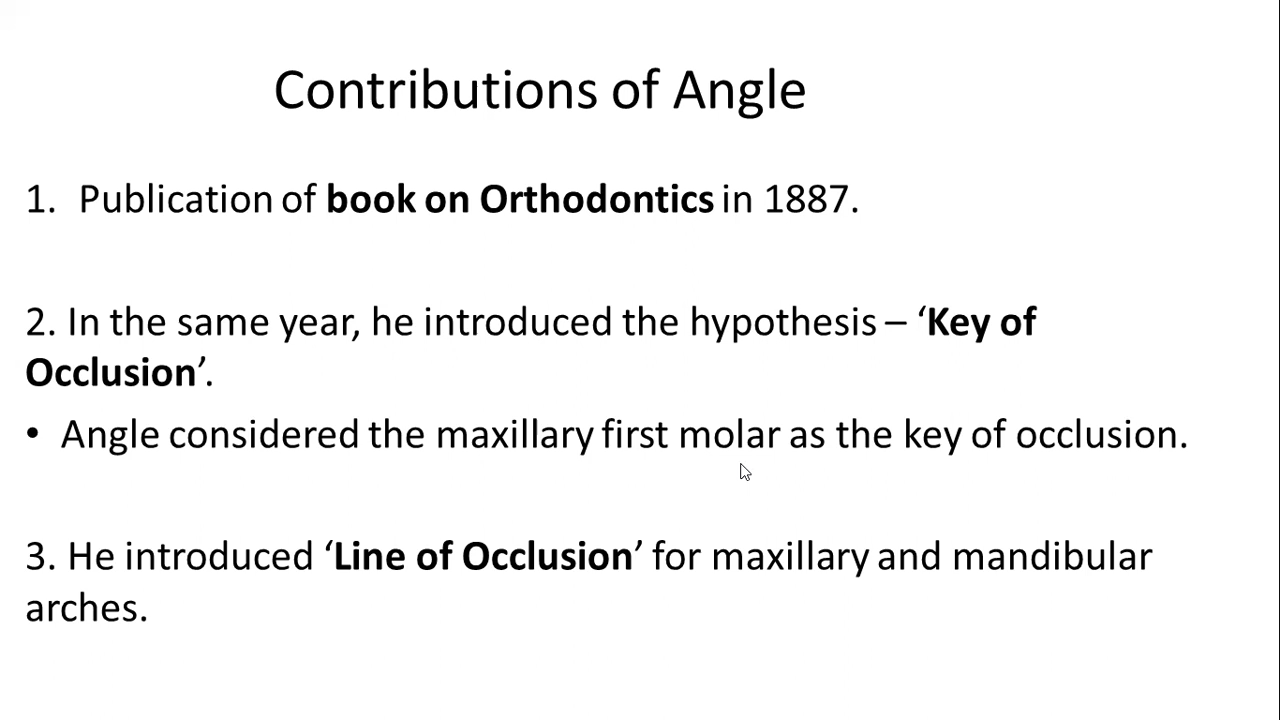 Contributions of Angle
1. Publication of book on Orthodontics in 1887.
2. In the same year, he introduced the hypothesis – ‘Key of
Occlusion’.
• Angle considered the maxillary first molar as the key of occlusion.
3. He introduced ‘Line of Occlusion’ for maxillary and mandibular
arches.